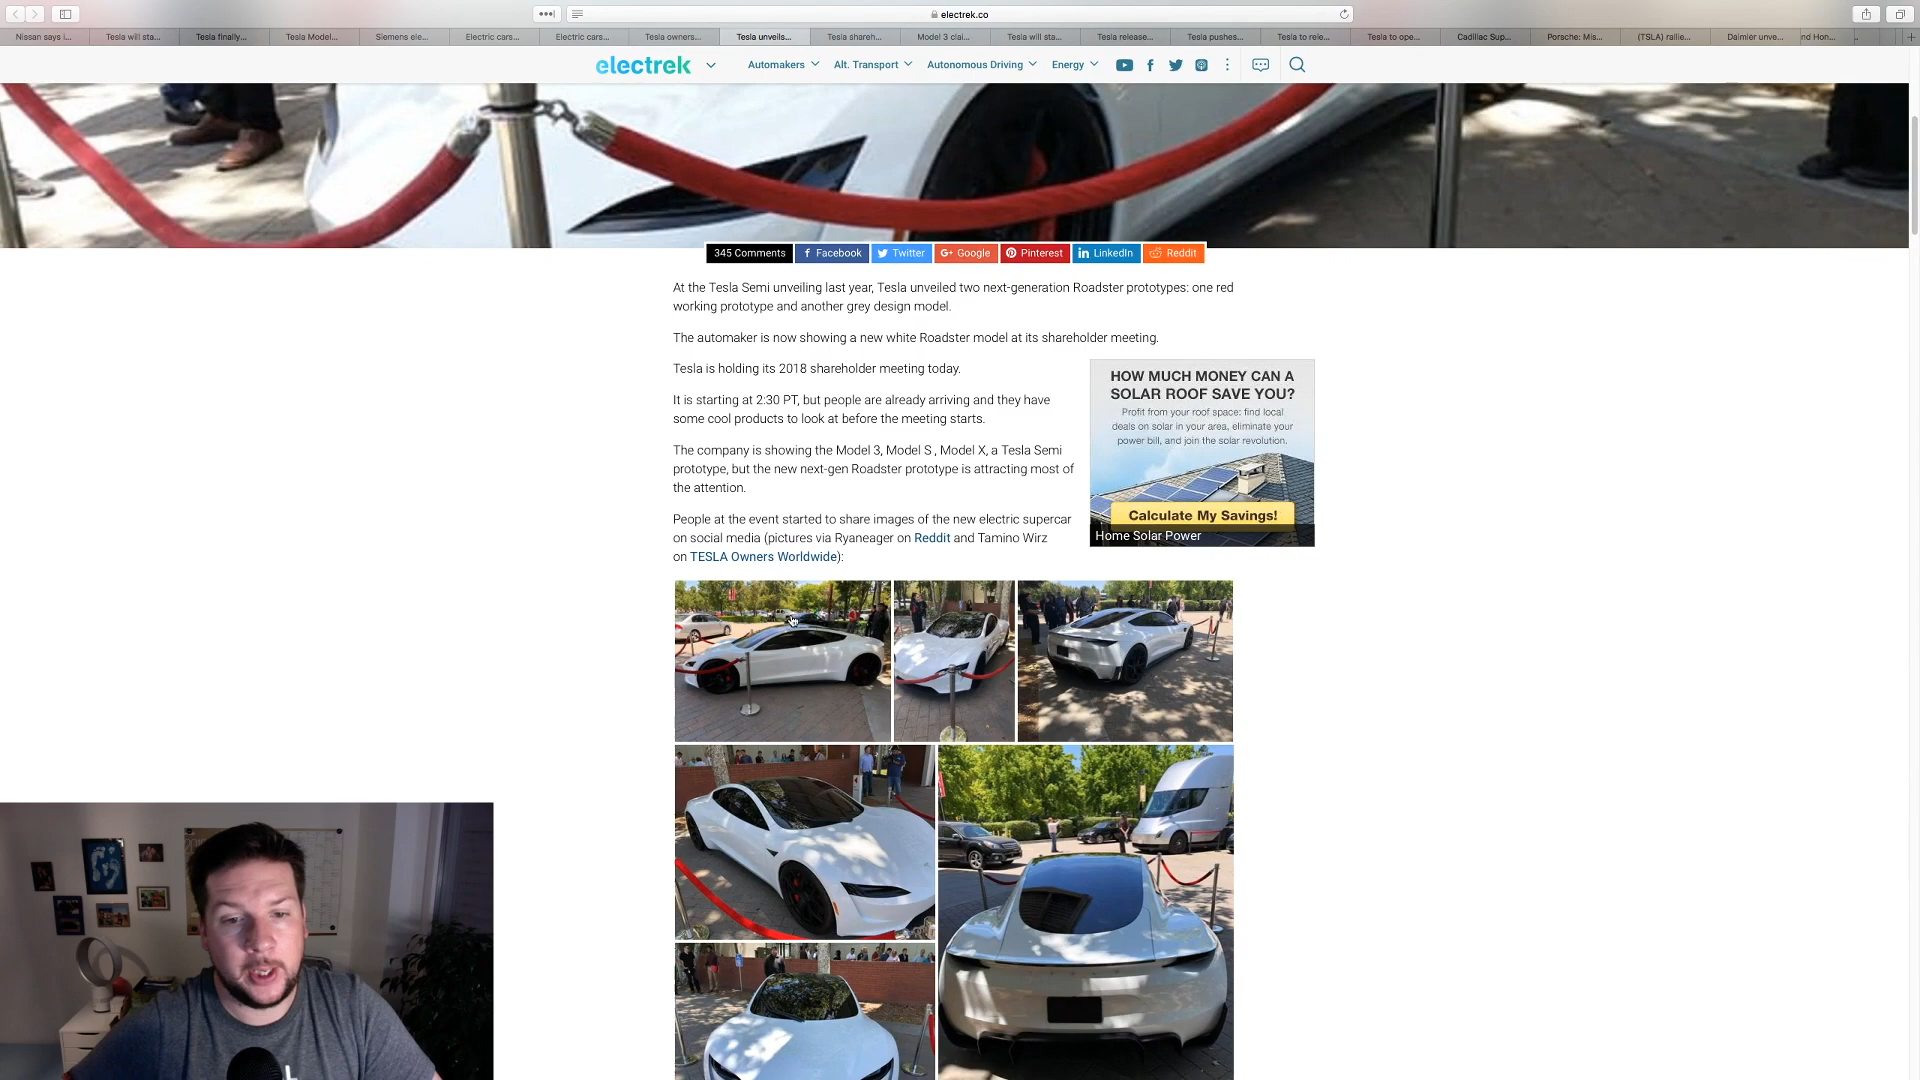 electrek.co
Nissan says i...
Tesla will sta...
Tesla finally...
Tesla Model...
Siemens ele...
Electric cars...
Electric cars...
Tesla owners...
Tesla unveils...
Tesla shareh...
Model 3 clai...
Tesla will sta...
Tesla release...
Tesla pushes...
Tesla to rele...
Tesla to ope...
Cadillac Sup...
Porsche: Mis...
(TSLA) rallie...
Daimler unve...
nd Hon...
electrek
Automakers
Alt. Transport
Autonomous Driving
Energy
345 Comments
Facebook
Twitter
G+ Google
Pinterest
LinkedIn
Reddit
At the Tesla Semi unveiling last year, Tesla unveiled two next-generation Roadster prototypes: one red
working prototype and another grey design model.
The automaker is now showing a new white Roadster model at its shareholder meeting.
Tesla is holding its 2018 shareholder meeting today.
It is starting at 2:30 PT, but people are already arriving and they have
some cool products to look at before the meeting starts.
The company is showing the Model 3, Model S , Model X, a Tesla Semi
prototype, but the new next-gen Roadster prototype is attracting most of
the attention.
People at the event started to share images of the new electric supercar
on social media (pictures via Ryaneager on Reddit and Tamino Wirz
on TESLA Owners Worldwide):
HOW MUCH MONEY CAN A
SOLAR ROOF SAVE YOU?
Profit from your roof space: find local
deals on solar in your area, eliminate your
power bill, and join the solar revolution.
Calculate My Savings!
Home Solar Power